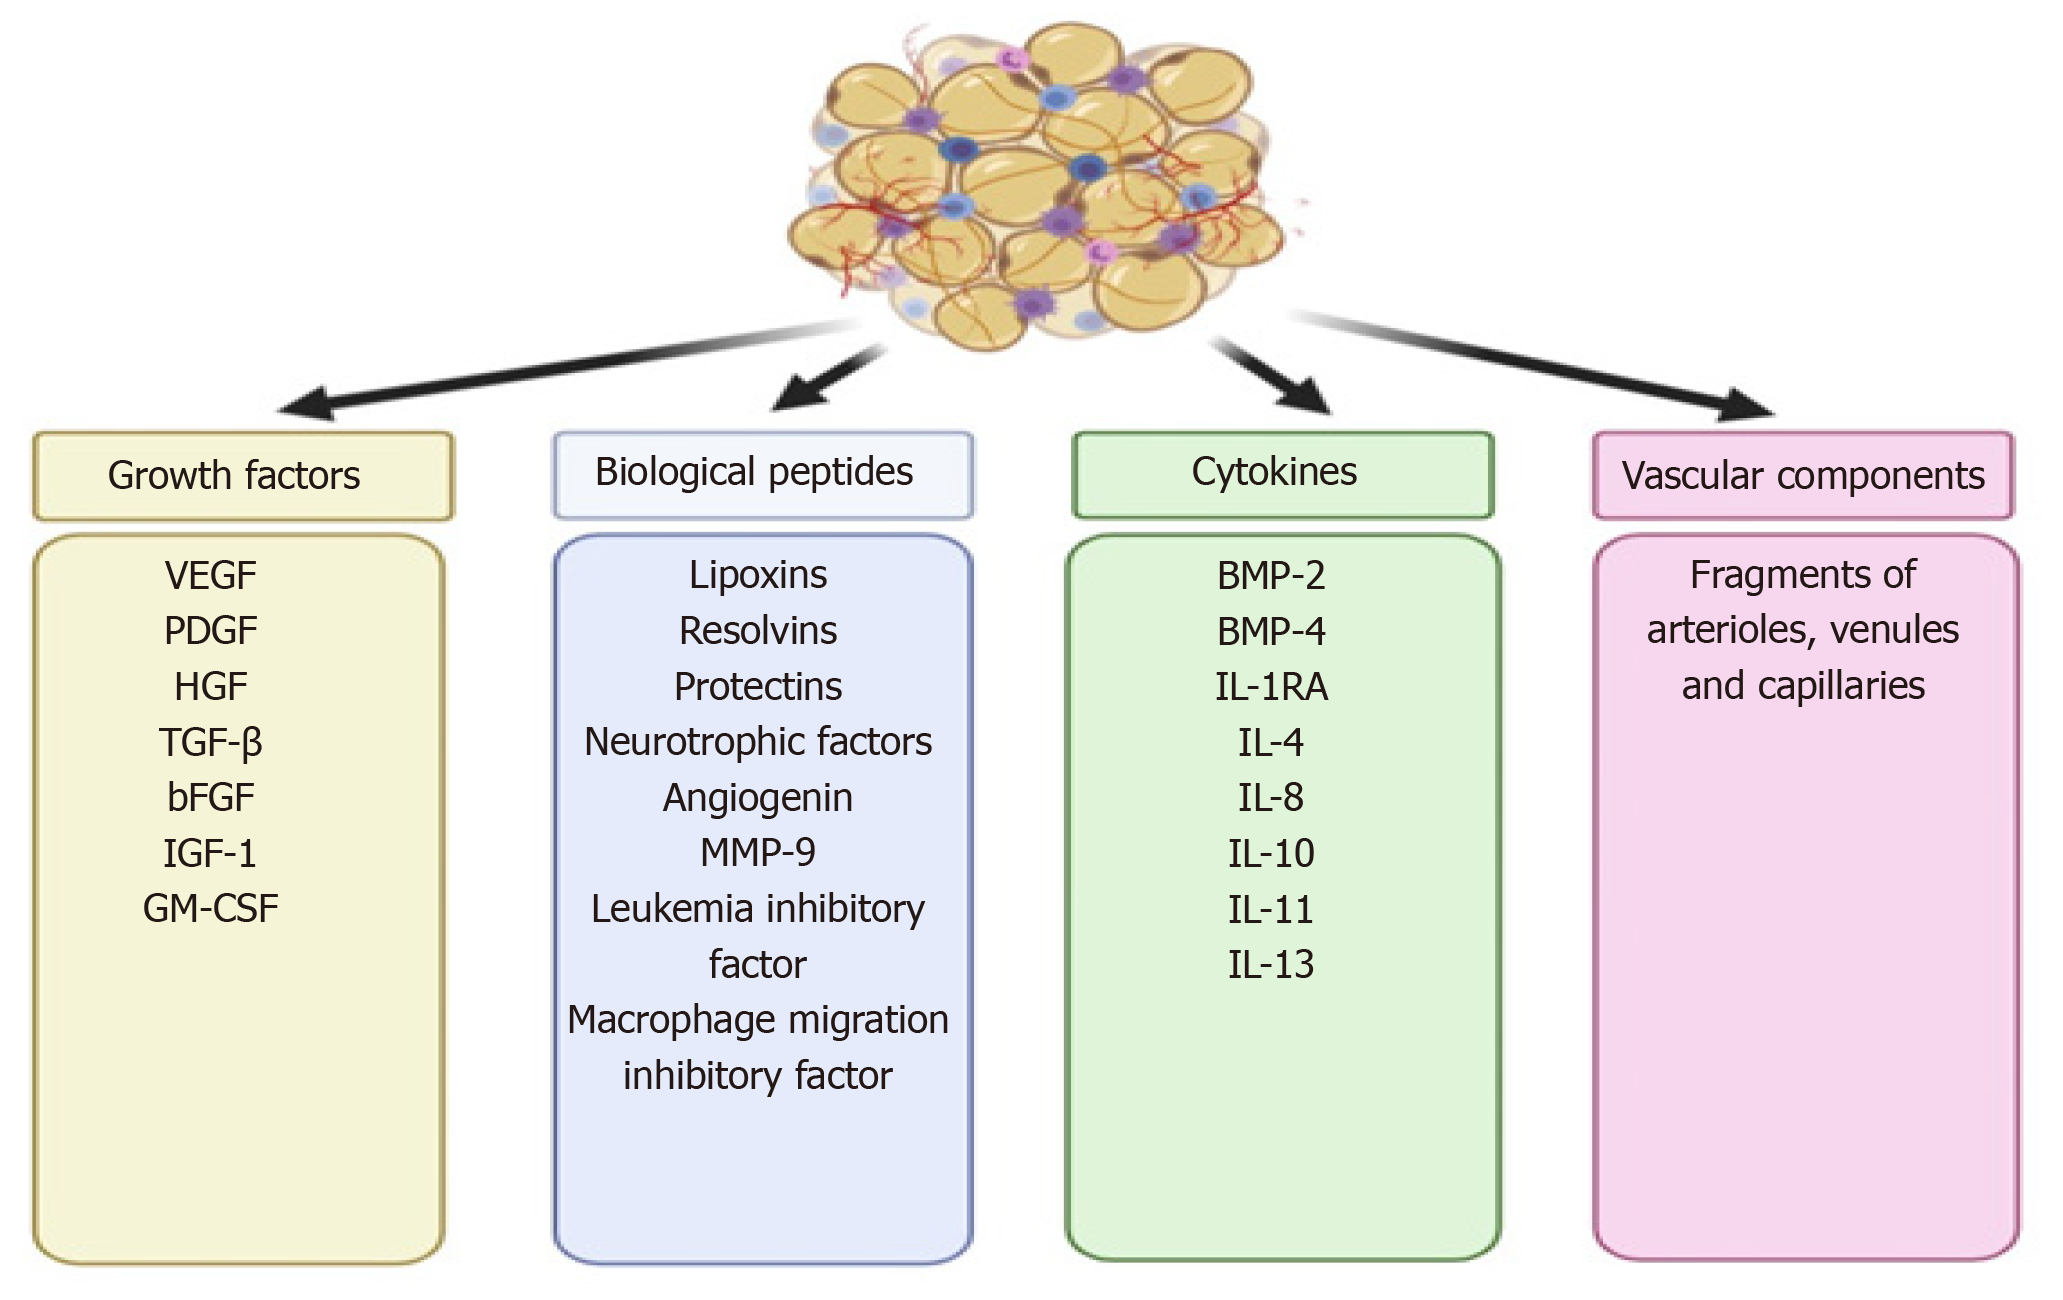 Growth factors
VEGF
PDGF
HGF
TGF-β
bFGF
IGF-1
GM-CSF
Biological peptides
Lipoxins
Resolvins
Protectins
Neurotrophic factors
Angiogenin
MMP-9
Leukemia inhibitory
factor
Macrophage migration
inhibitory factor
Cytokines
BMP-2
BMP-4
IL-1RA
IL-4
IL-8
IL-10
IL-11
IL-13
Vascular components
Fragments of
arterioles, venules
and capillaries